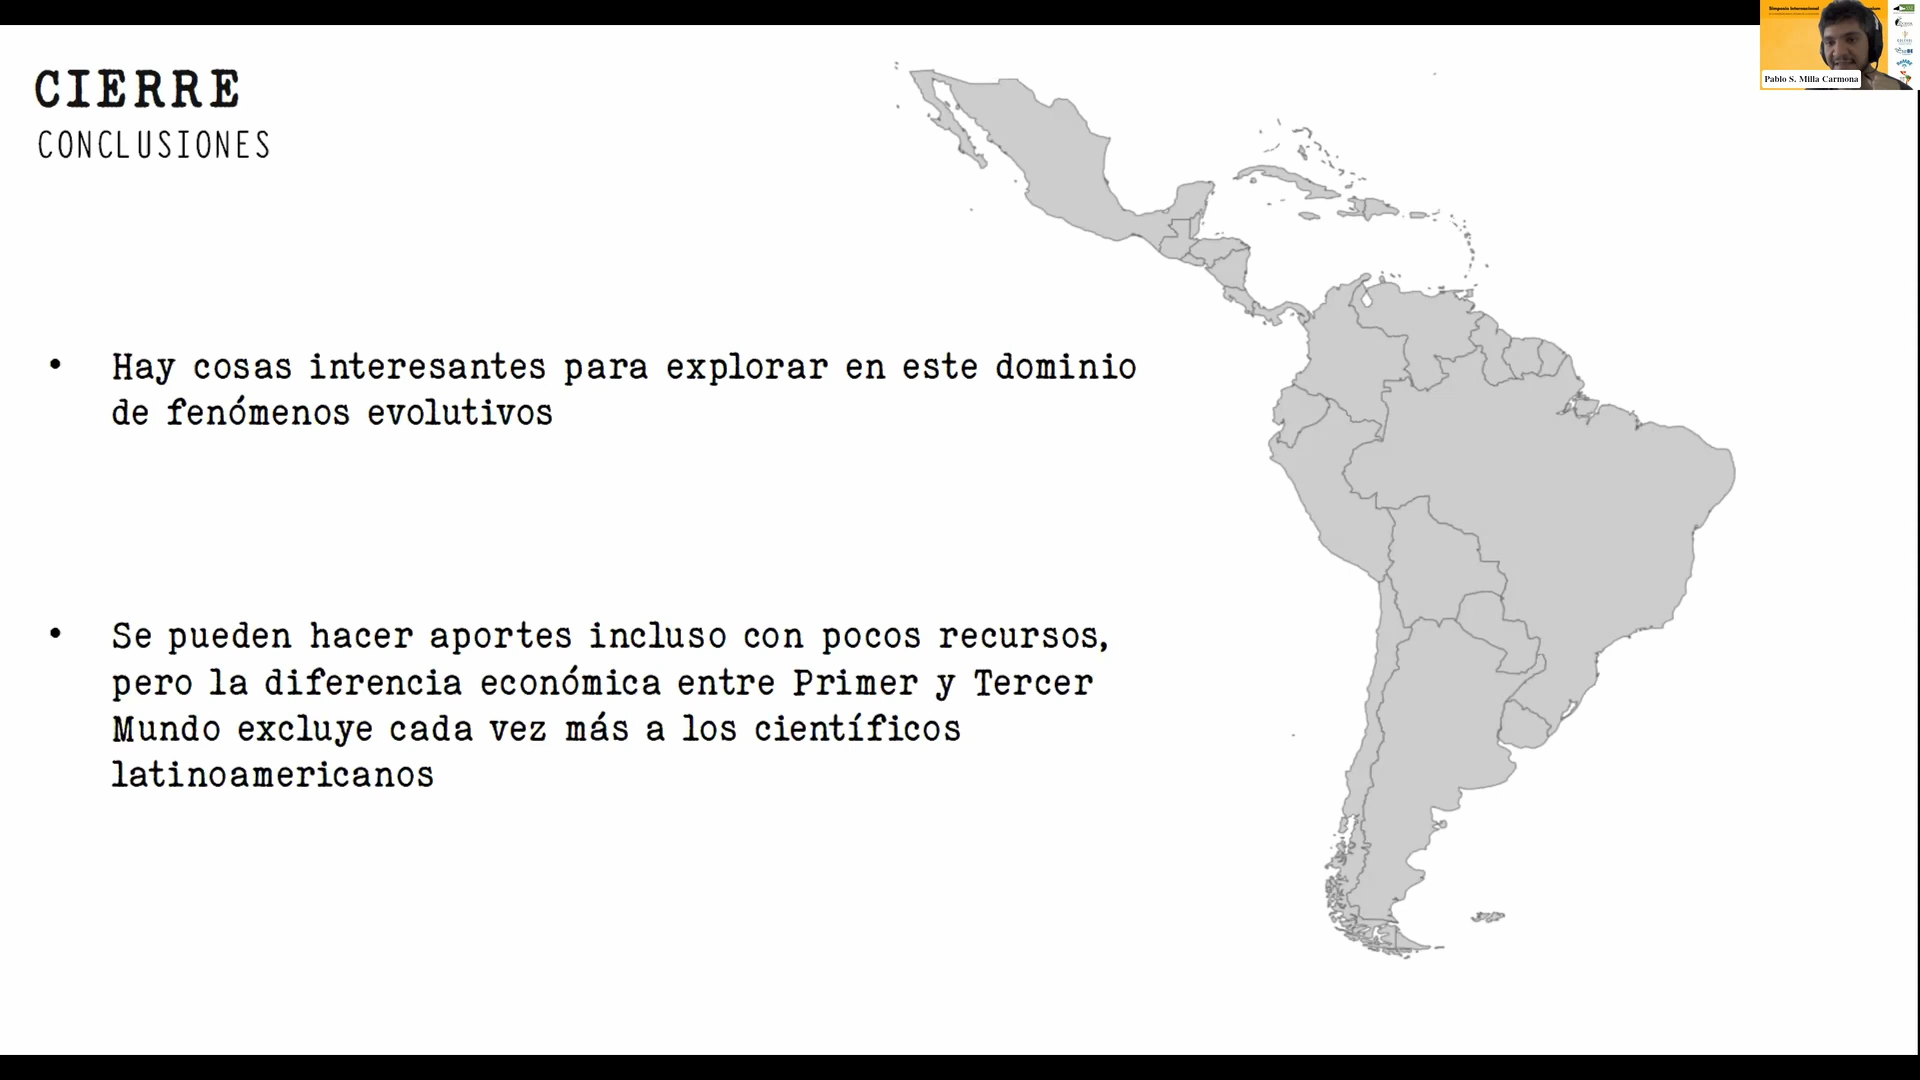 CIERRE
CONCLUSIONES
• Hay cosas interesantes para explorar en este dominio
de fenómenos evolutivos
• Se pueden hacer aportes incluso con pocos recursos,
pero la diferencia económica entre Primer y Tercer
Mundo excluye cada vez más a los científicos
latinoamericanos
Simposio Internacional
Pablo S. Milla Carmona